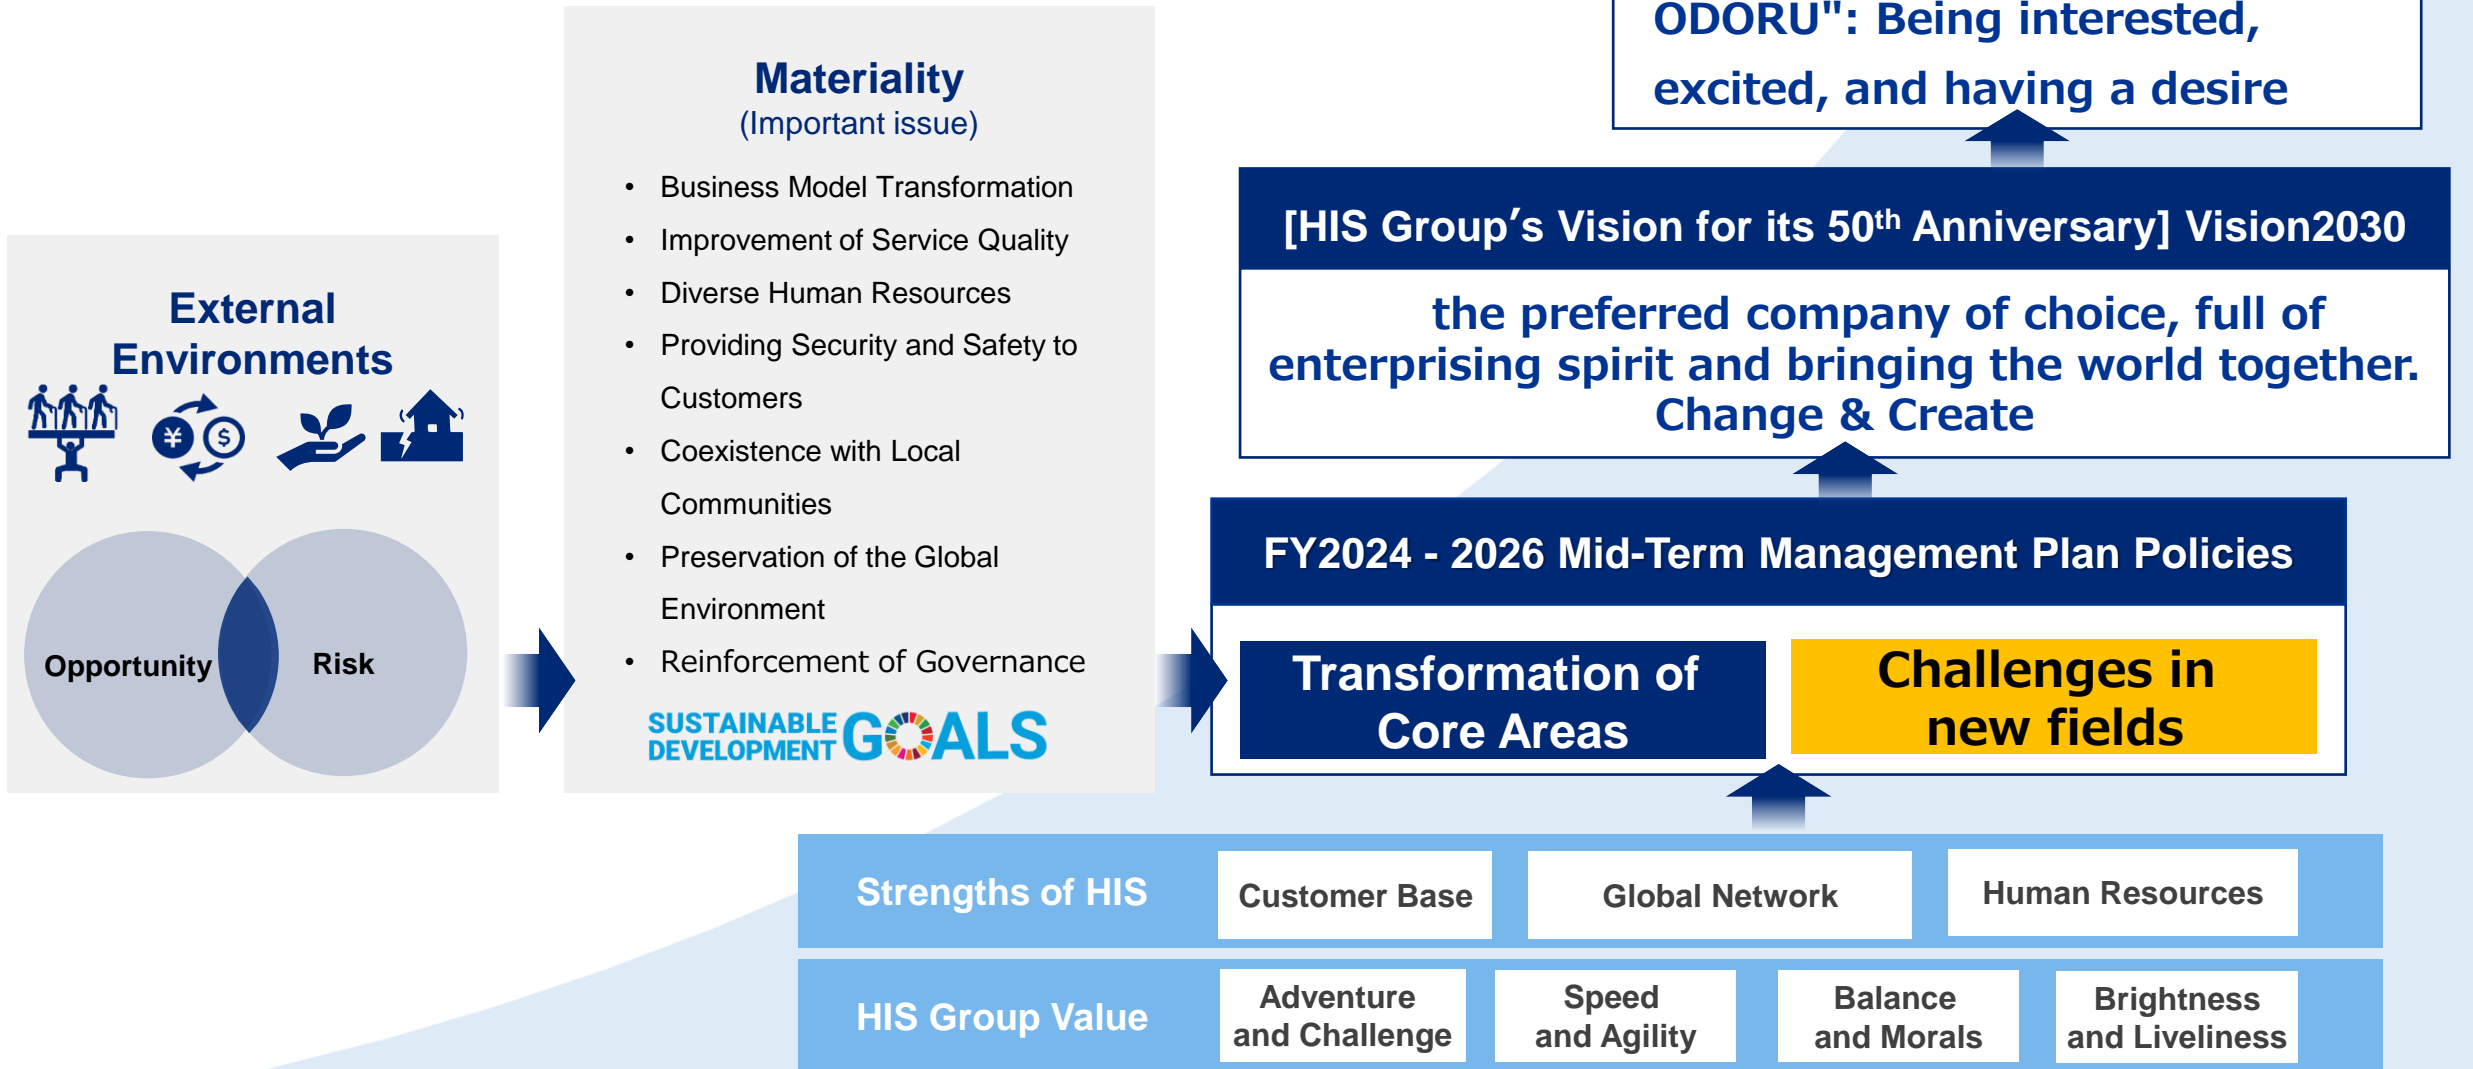 External
Environments
¥
$
Opportunity
Risk
Materiality
(Important issue)
• Business Model Transformation
• Improvement of Service Quality
• Diverse Human Resources
• Providing Security and Safety to
Customers
• Coexistence with Local
Communities
• Preservation of the Global
Environment
• Reinforcement of Governance
SUSTAINABLE
DEVELOPMENT
GOALS
ODORU": Being interested,
excited, and having a desire
[HIS Group’s Vision for its 50th Anniversary] Vision2030
the preferred company of choice, full of
enterprising spirit and bringing the world together.
Change & Create
FY2024 - 2026 Mid-Term Management Plan Policies
Transformation of
Core Areas
Challenges in
new fields
Strengths of HIS
Customer Base
Global Network
Human Resources
HIS Group Value
Adventure
and Challenge
Speed
and Agility
Balance
and Morals
Brightness
and Liveliness